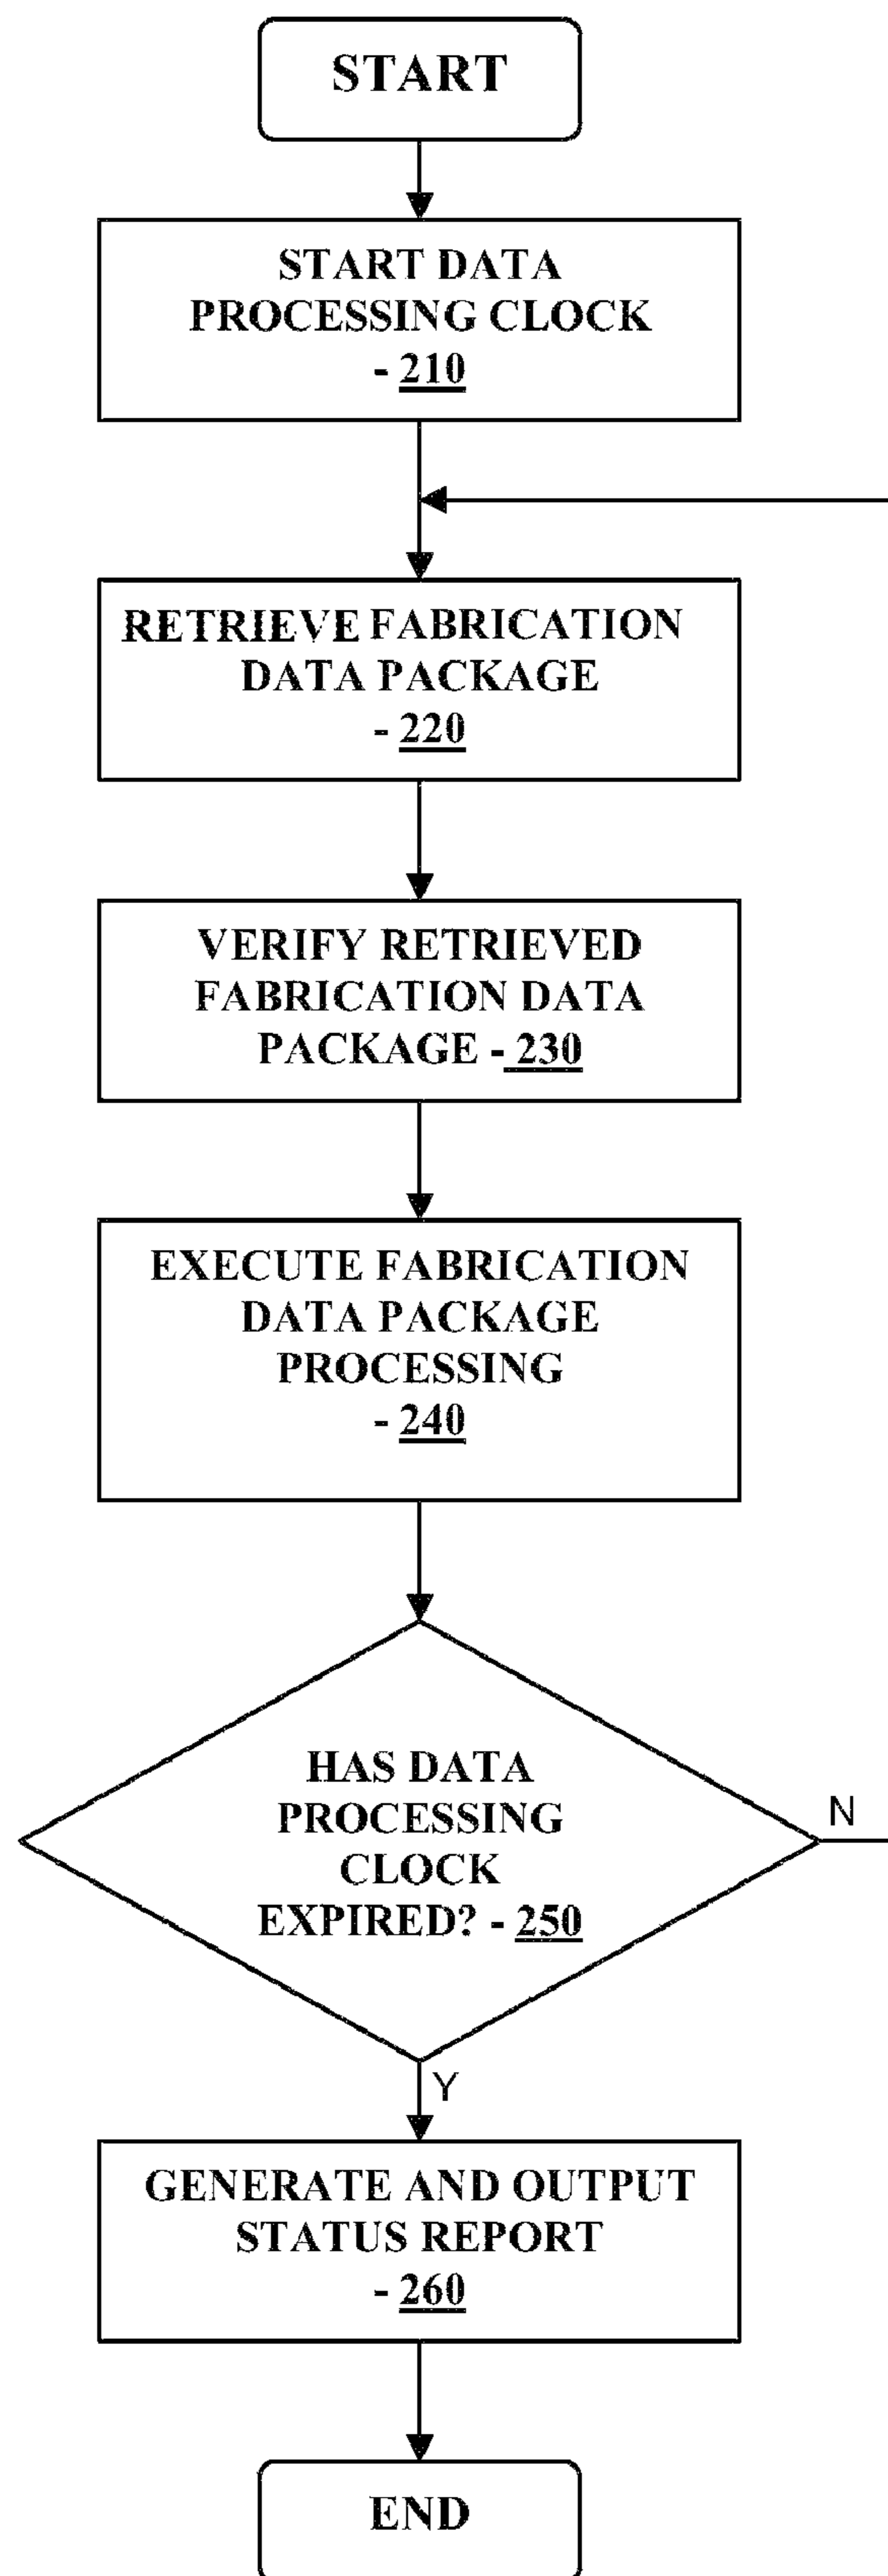 START
START DATA
PROCESSING CLOCK
- 210
RETRIEVE FABRICATION
DATA PACKAGE
- 220
VERIFY RETRIEVED
FABRICATION DATA
PACKAGE - 230
EXECUTE FABRICATION
DATA PACKAGE
PROCESSING
- 240
HAS DATA
PROCESSING
CLOCK
EXPIRED? - 250
N
Y
GENERATE AND OUTPUT
STATUS REPORT
- 260
END